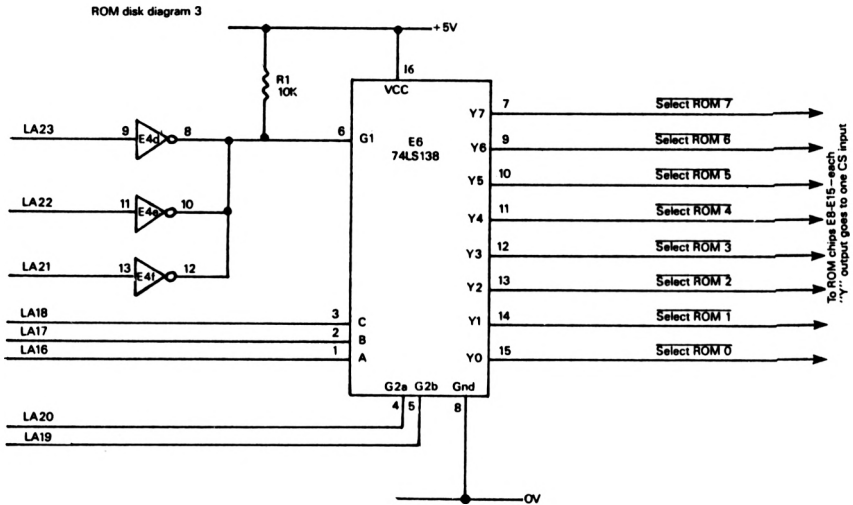 ROM disk diagram 3
+5V
R1
10K
16
VCC
LA23
9
E4d
8
6
G1
E6
74LS138
Y7
7
Select ROM 7
Y6
9
Select ROM 6
Y5
10
Select ROM 5
LA22
11
E4e
10
Y4
11
Select ROM 4
Y3
12
Select ROM 3
LA21
13
E4f
12
Y2
13
Select ROM 2
LA18
3
C
Y1
14
Select ROM 1
LA17
2
B
LA16
1
A
Y0
15
Select ROM 0
G2a
G2b
Gnd
4
5
8
LA20
LA19
0V
To ROM chips E8-E15—each
"Y" output goes to one CS input